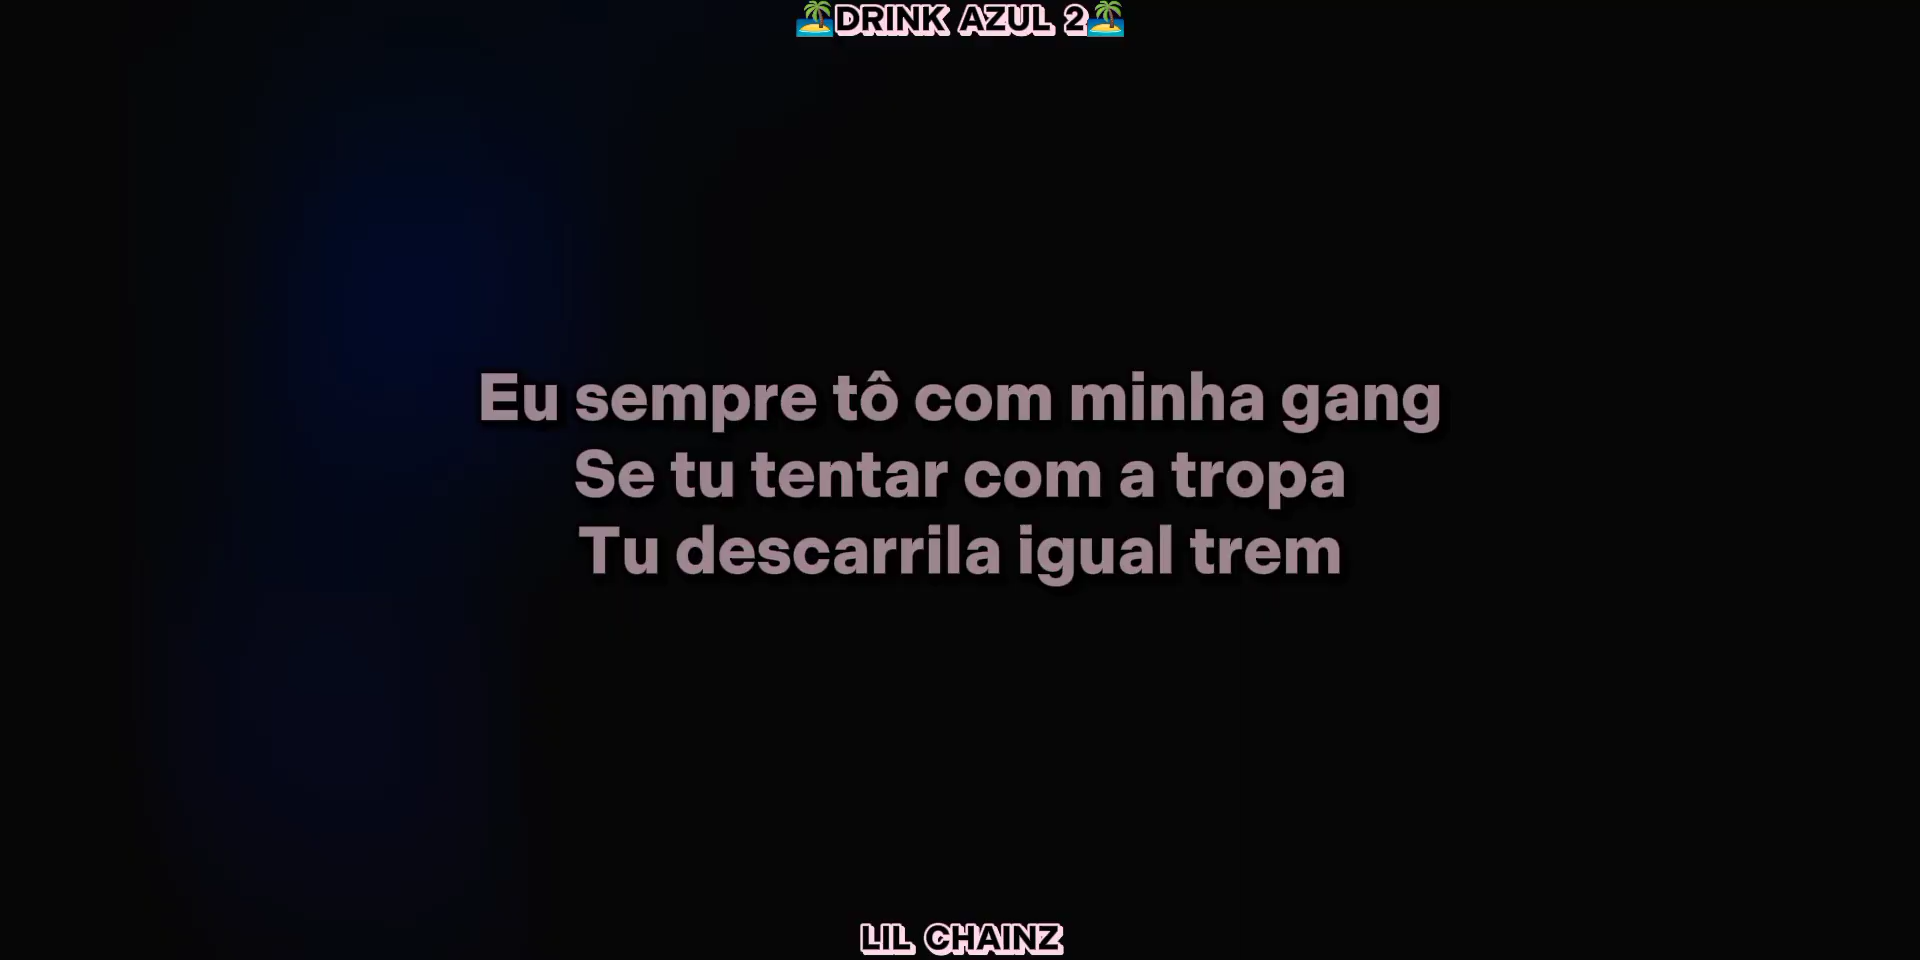 🏝️DRINK AZUL 2🏝️
Eu sempre tô com minha gang
Se tu tentar com a tropa
Tu descarrila igual trem
LIL CHAINZ